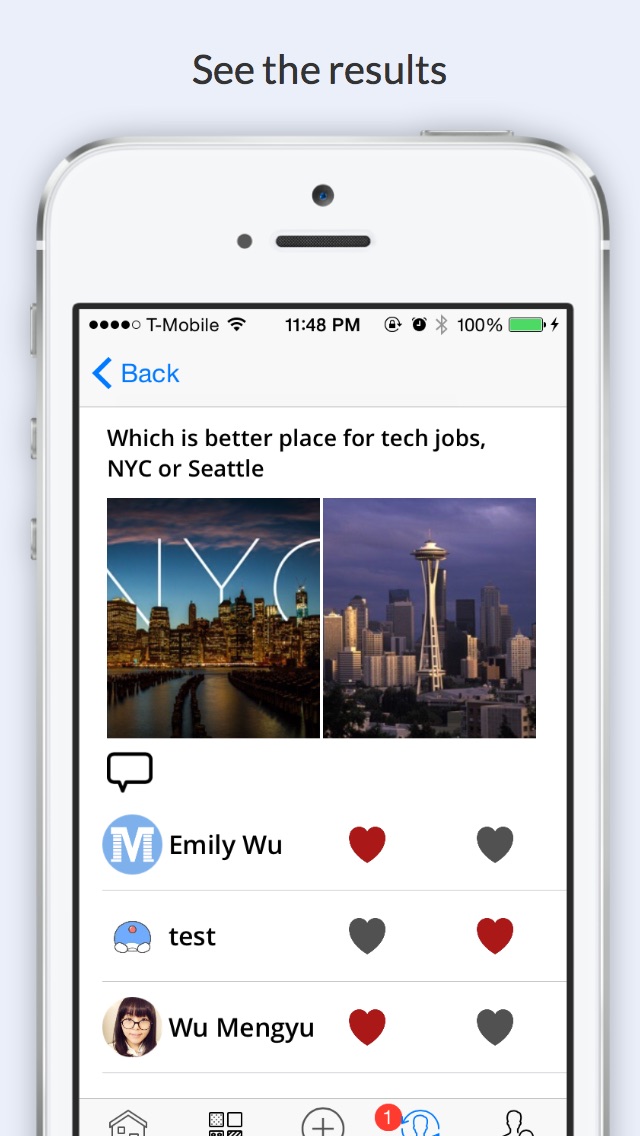 See the results
T-Mobile 11:48 PM 100%
Back
Which is better place for tech jobs,
NYC or Seattle
NYC
M
Emily Wu
test
Wu Mengyu
1